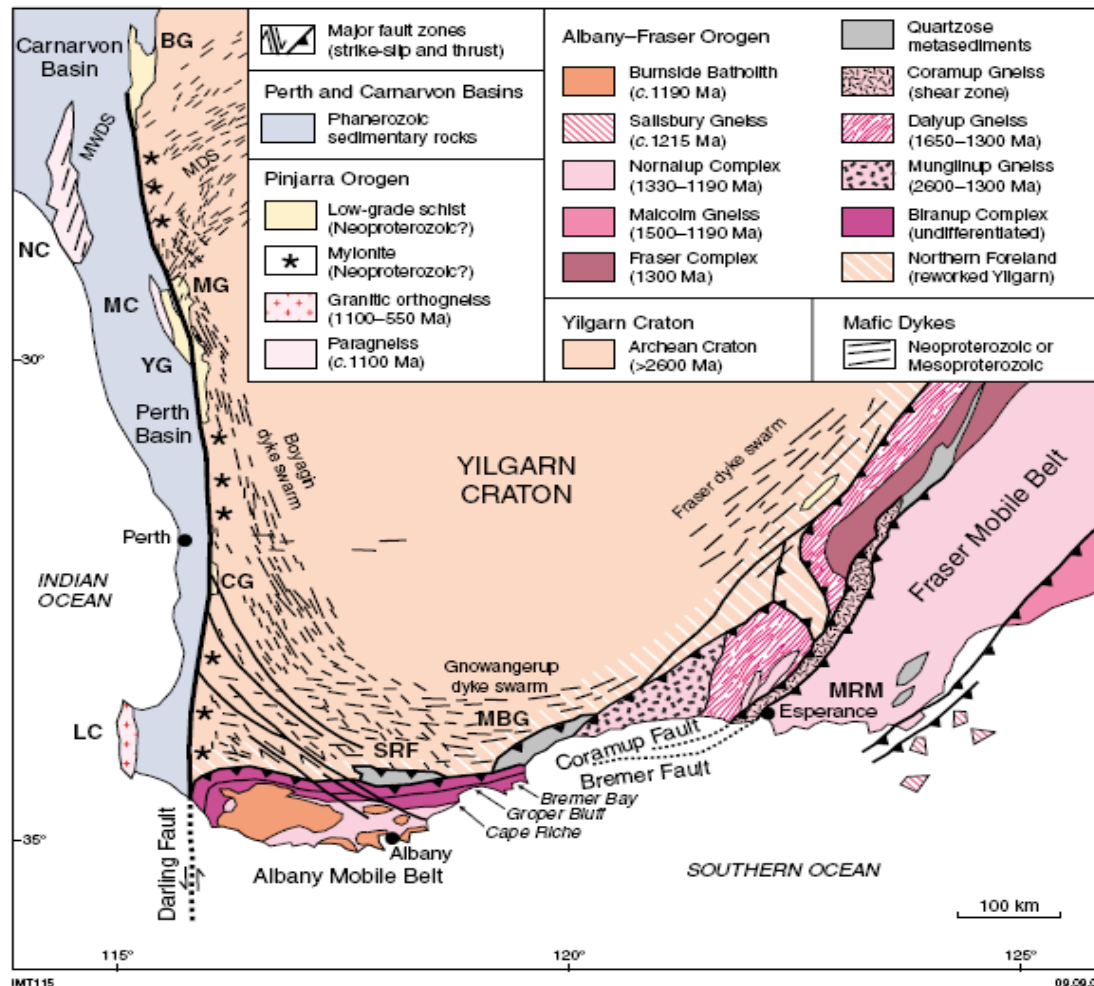 Carnarvon
Basin
BG
MWDS
MDS
NC
MC
MG
30°
YG
Perth
Basin
Boyagin
dyke swarm
YILGARN
CRATON
Fraser dyke swarm
Fraser Mobile Belt
Perth
INDIAN
OCEAN
CG
Gnowangerup
dyke swarm
MBG
MRM
Esperance
LC
SRF
Coramup Fault
Bremer Fault
Bremer Bay
Groper Bluff
Cape Riche
35°
Albany
Albany Mobile Belt
Darling Fault
SOUTHERN OCEAN
100 km
115°
120°
125°
IMT115
09.09.0
Major fault zones
(strike-slip and thrust)
Perth and Carnarvon Basins
Phanerozoic
sedimentary rocks
Pinjarra Orogen
Low-grade schist
(Neoproterozoic?)
Mylonite
(Neoproterozoic?)
Granitic orthogneiss
(1100–550 Ma)
Paragneiss
(c.1100 Ma)
Albany–Fraser Orogen
Burnside Batholith
(c.1190 Ma)
Salisbury Gneiss
(c.1215 Ma)
Nornalup Complex
(1330–1190 Ma)
Malcolm Gneiss
(1500–1190 Ma)
Fraser Complex
(1300 Ma)
Quartzose
metasediments
Coramup Gneiss
(shear zone)
Dalyup Gneiss
(1650–1300 Ma)
Munglinup Gneiss
(2600–1300 Ma)
Biranup Complex
(undifferentiated)
Northern Foreland
(reworked Yilgarn)
Yilgarn Craton
Archean Craton
(>2600 Ma)
Mafic Dykes
Neoproterozoic or
Mesoproterozoic